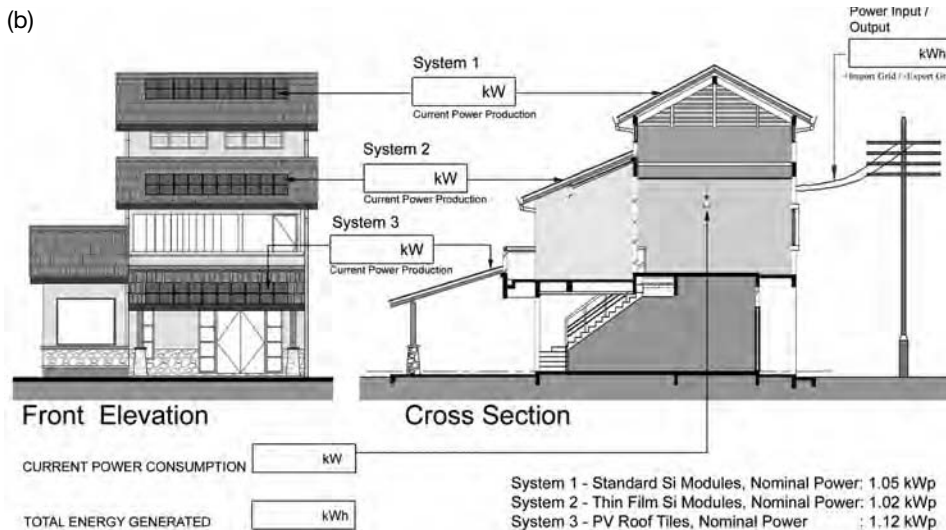 (b)
Power Input /
Output
kWh
System 1
kW
Current Power Production
System 2
kW
Current Power Production
System 3
kW
Current Power Production
Front Elevation
Cross Section
CURRENT POWER CONSUMPTION
kW
TOTAL ENERGY GENERATED
kWh
System 1 - Standard Si Modules, Nominal Power: 1.05 kWp
System 2 - Thin Film Si Modules, Nominal Power: 1.02 kWp
System 3 - PV Roof Tiles, Nominal Power : 1.12 kWp